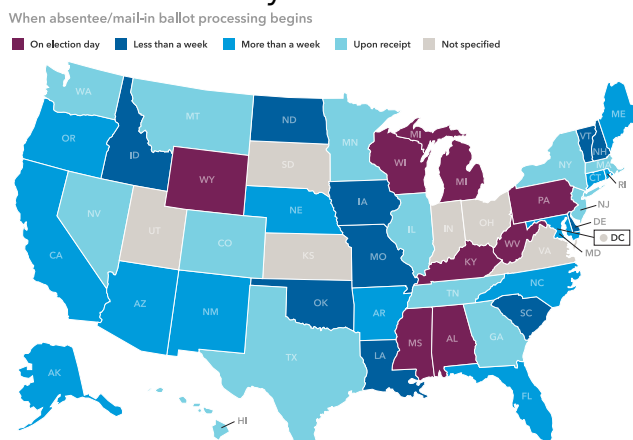 When absentee/mail-in ballot processing begins
On election day Less than a week More than a week Upon receipt Not specified
WA
MT
ND
MN
ME
VT
NH
OR
ID
WY
SD
WI
MI
MI
NY
MA
CT
RI
NJ
DE
DC
MD
NV
UT
CO
NE
IA
IL
IN
OH
PA
WV
VA
CA
KS
MO
KY
AZ
NM
OK
AR
TN
NC
SC
TX
LA
MS
AL
GA
FL
AK
HI